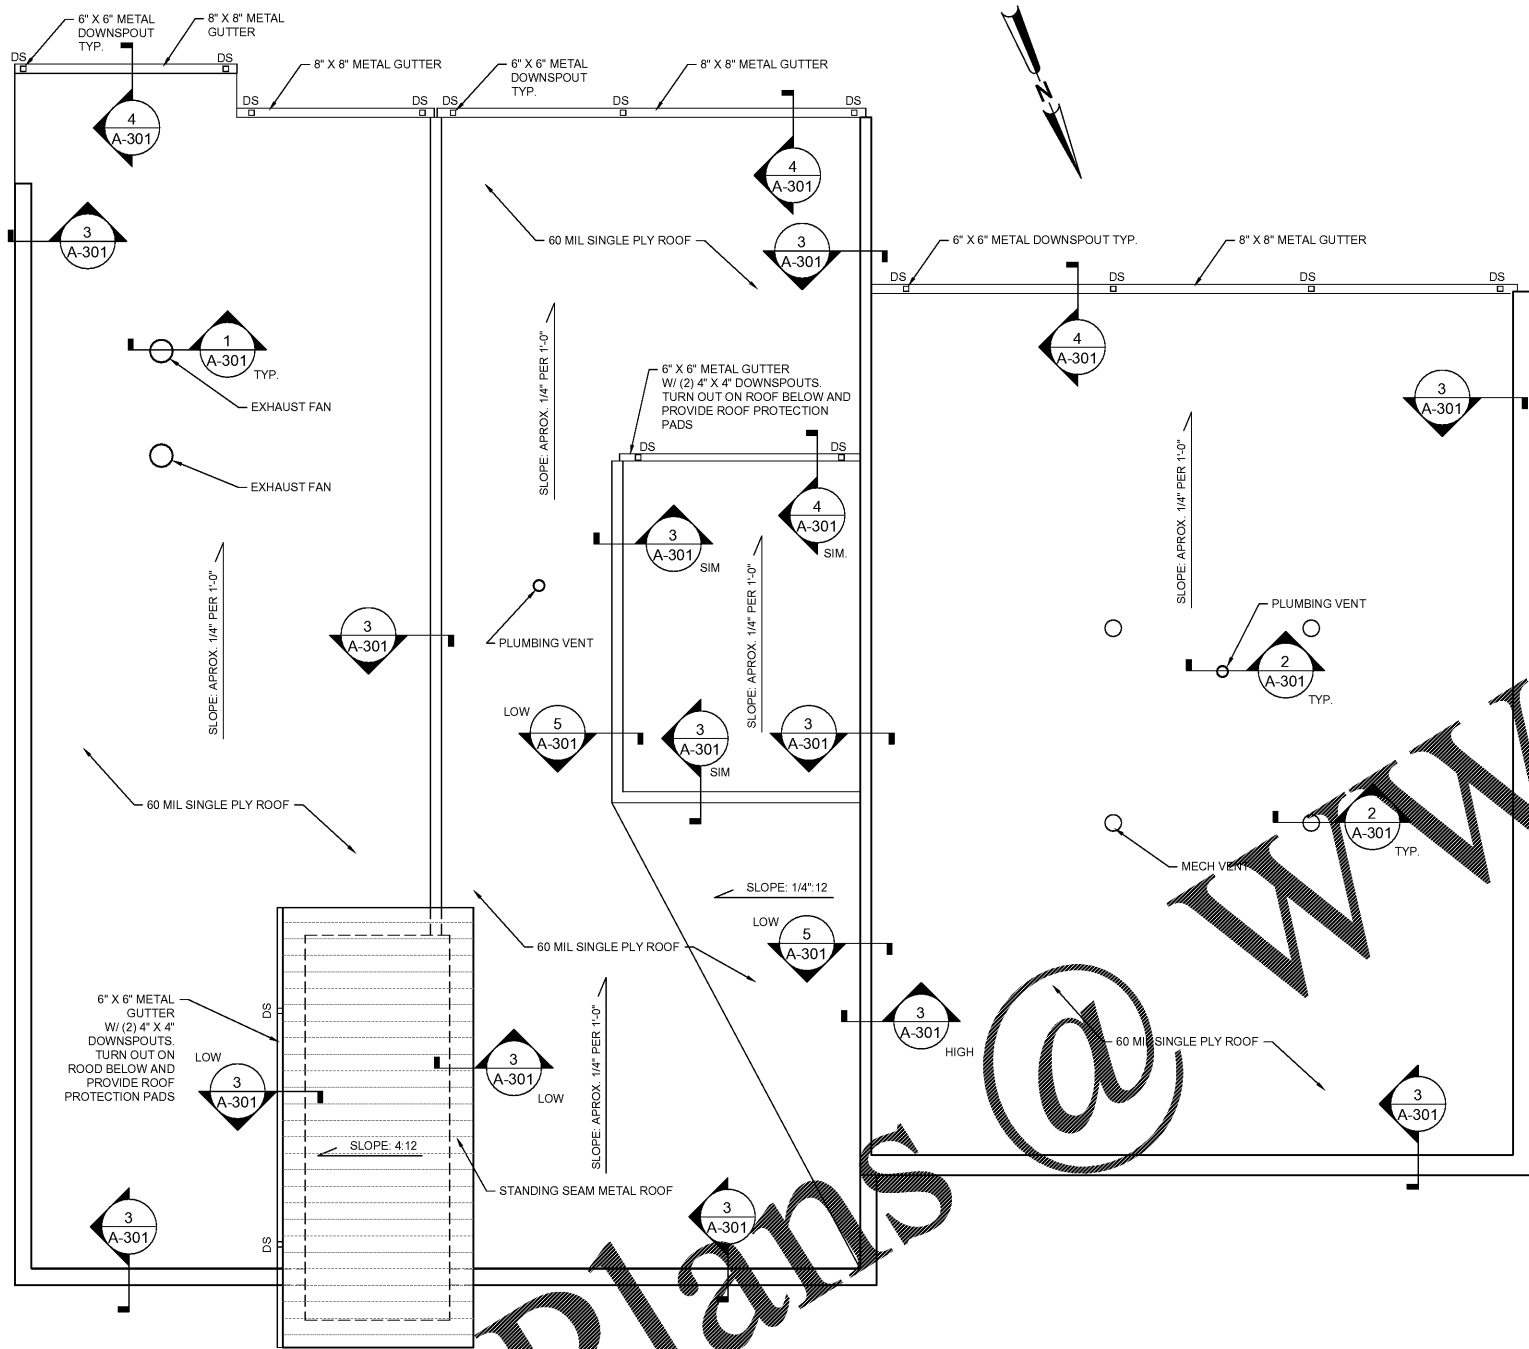 6" X 6" METAL
DOWNSPOUT
TYP.
8" X 8" METAL
GUTTER
DS
DS
4
A-301
8" X 8" METAL GUTTER
DS
DS
6" X 6" METAL
DOWNSPOUT
TYP.
8" X 8" METAL GUTTER
DS
DS
DS
N
4
A-301
3
A-301
60 MIL SINGLE PLY ROOF
3
A-301
6" X 6" METAL DOWNSPOUT TYP.
8" X 8" METAL GUTTER
DS
DS
DS
DS
4
A-301
3
A-301
1
A-301
TYP.
EXHAUST FAN
EXHAUST FAN
SLOPE: APROX. 1/4" PER 1'-0"
6" X 6" METAL GUTTER
W/ (2) 4" X 4" DOWNSPOUTS.
TURN OUT ON ROOF BELOW AND
PROVIDE ROOF PROTECTION
PADS
DS
DS
4
A-301
SIM.
3
A-301
SIM
SLOPE: APROX. 1/4" PER 1'-0"
SLOPE: APROX. 1/4" PER 1'-0"
SLOPE: APROX. 1/4" PER 1'-0"
3
A-301
PLUMBING VENT
PLUMBING VENT
2
A-301
TYP.
LOW
5
A-301
3
A-301
SIM
3
A-301
60 MIL SINGLE PLY ROOF
2
A-301
TYP.
MECH VENT
SLOPE: 1/4":12
LOW
5
A-301
60 MIL SINGLE PLY ROOF
6" X 6" METAL
GUTTER
W/ (2) 4" X 4"
DOWNSPOUTS.
TURN OUT ON
ROOD BELOW AND
PROVIDE ROOF
PROTECTION PADS
DS
LOW
3
A-301
3
A-301
LOW
SLOPE: APROX. 1/4" PER 1'-0"
3
A-301
HIGH
60 MIL SINGLE PLY ROOF
3
A-301
SLOPE: 4:12
STANDING SEAM METAL ROOF
3
A-301
DS
3
A-301
Plans @ ww